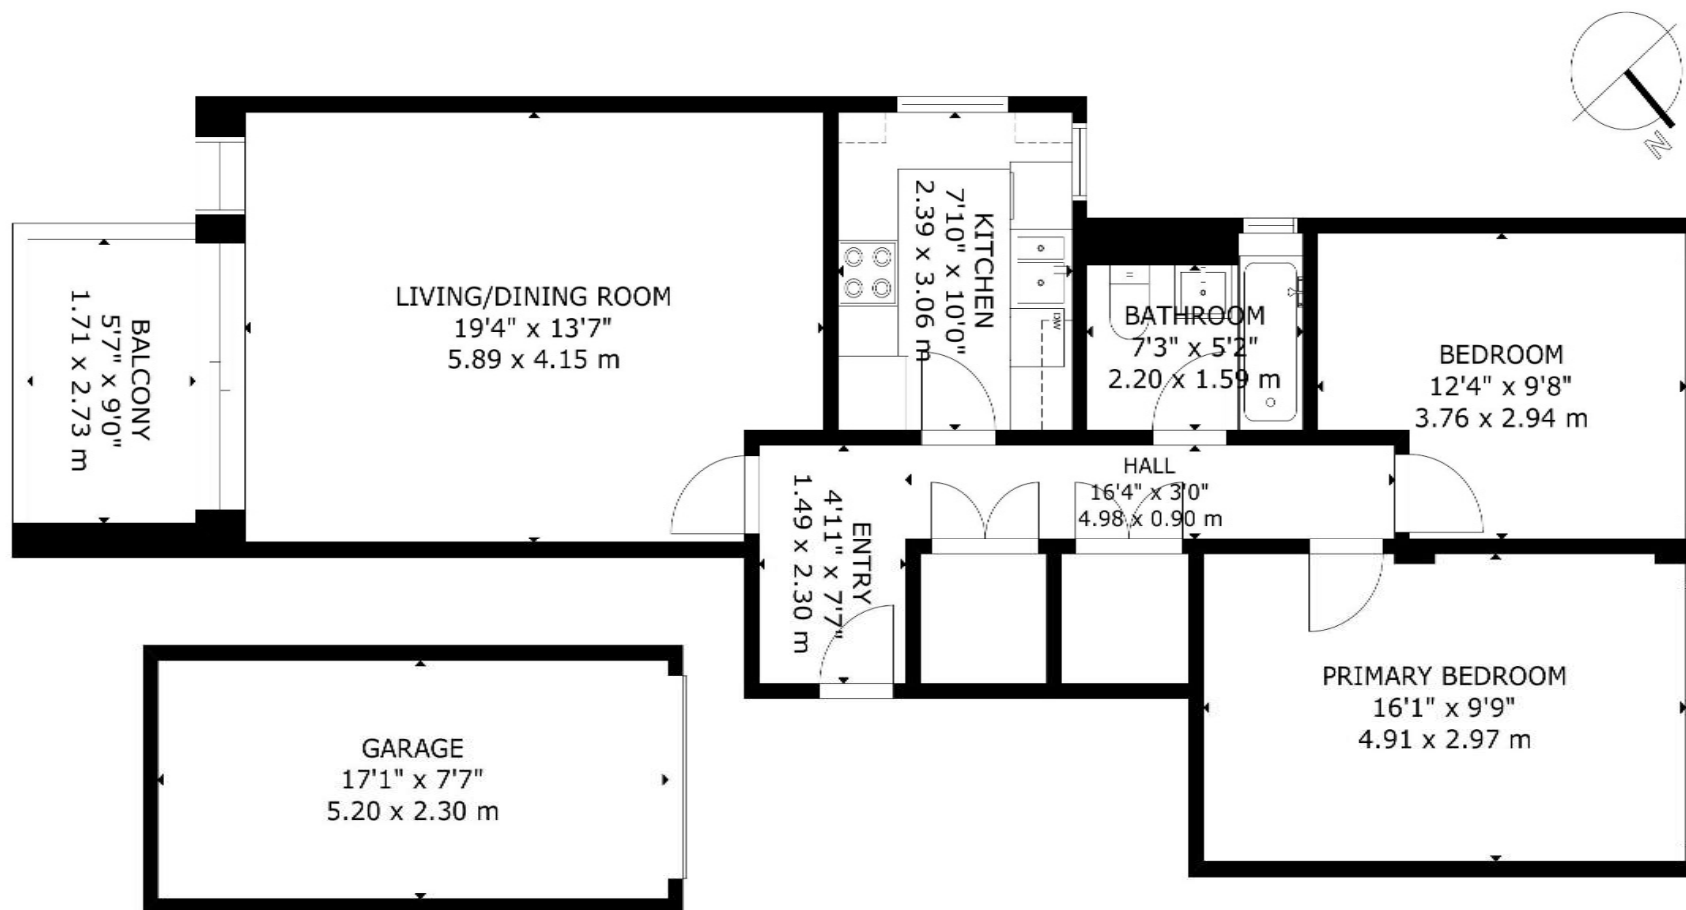 N
LIVING/DINING ROOM
19'4" x 13'7"
5.89 x 4.15 m
KITCHEN
7'10" x 10'0"
2.39 x 3.06 m
DW
BATHROOM
7'3" x 5'2"
2.20 x 1.59 m
BEDROOM
12'4" x 9'8"
3.76 x 2.94 m
BALCONY
5'7" x 9'0"
1.71 x 2.73 m
HALL
16'4" x 3'0"
4.98 x 0.90 m
ENTRY
4'11" x 7'7"
1.49 x 2.30 m
PRIMARY BEDROOM
16'1" x 9'9"
4.91 x 2.97 m
GARAGE
17'1" x 7'7"
5.20 x 2.30 m